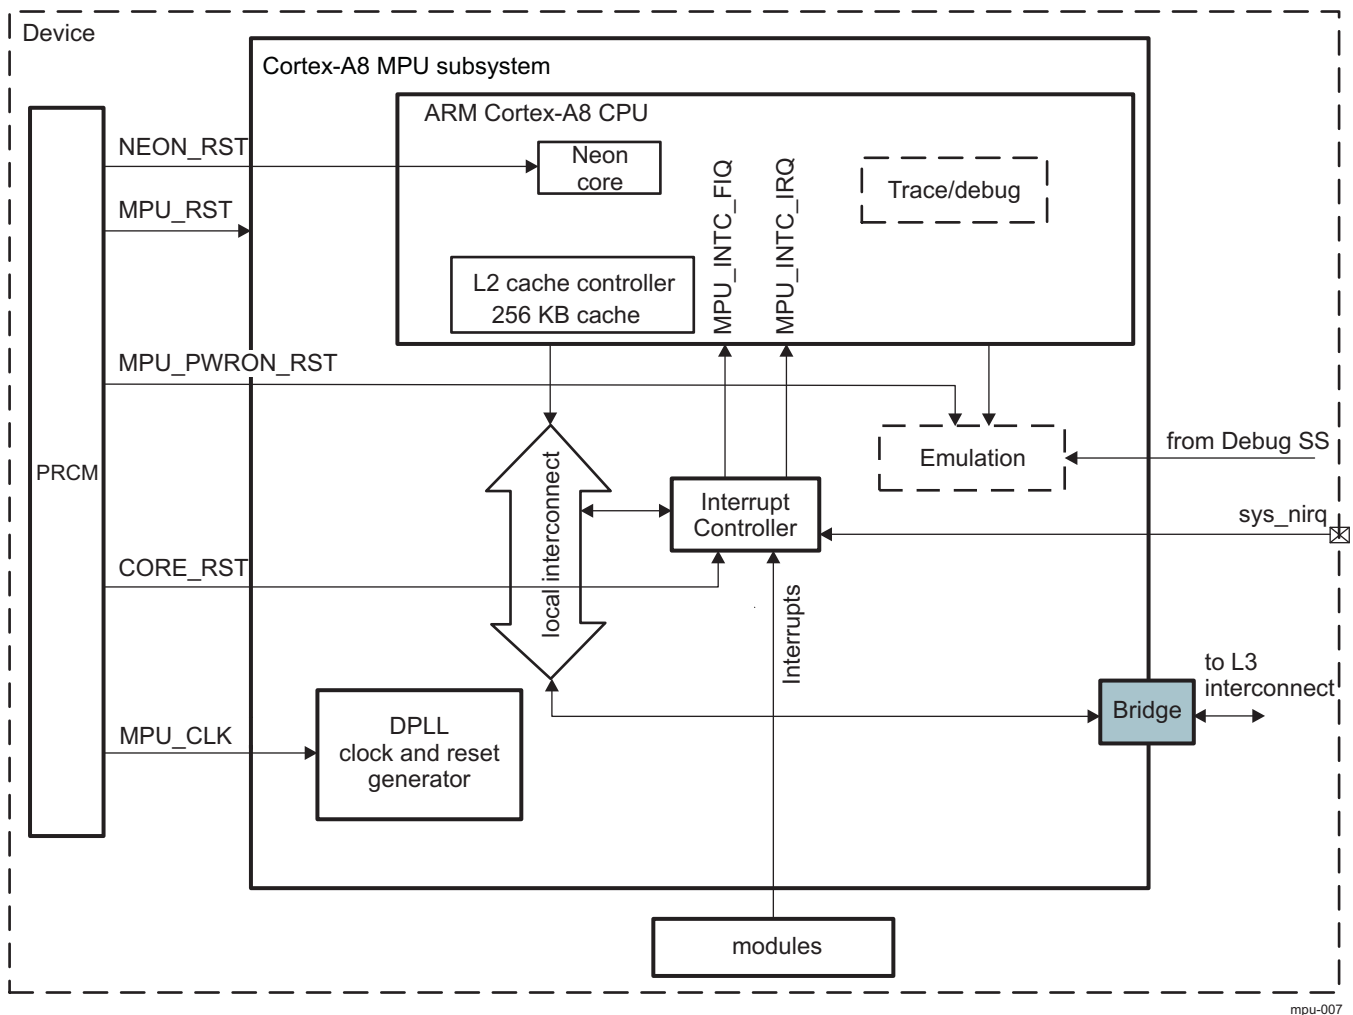 Device
Cortex-A8 MPU subsystem
ARM Cortex-A8 CPU
NEON_RST
Neon
core
MPU_INTC_FIQ
MPU_INTC_IRQ
Trace/debug
MPU_RST
L2 cache controller
256 KB cache
MPU_PWRON_RST
PRCM
local interconnect
Emulation
from Debug SS
Interrupt
Controller
sys_nirq
CORE_RST
Interrupts
to L3
interconnect
Bridge
MPU_CLK
DPLL
clock and reset
generator
modules
mpu-007